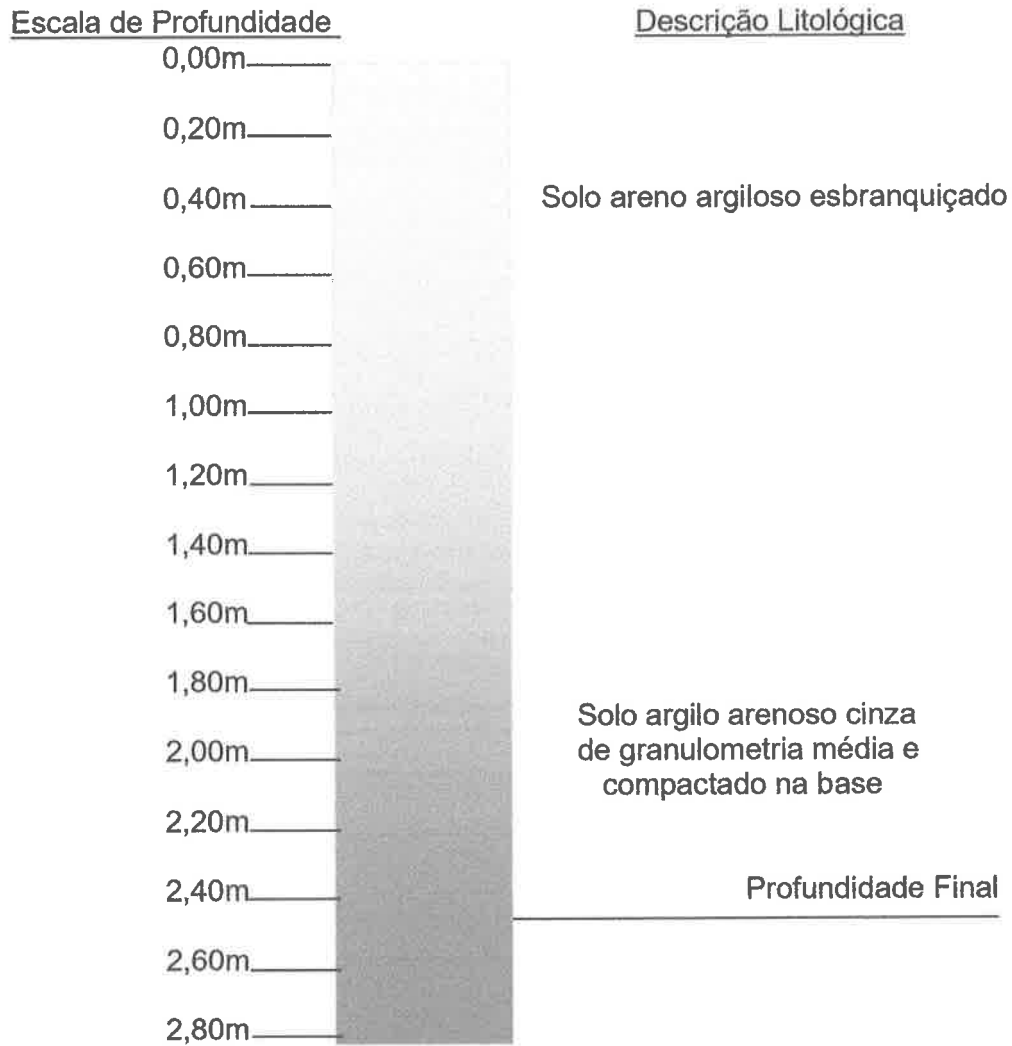 Escala de Profundidade
Descrição Litológica
0,00m
0,20m
0,40m
Solo areno argiloso esbranquiçado
0,60m
0,80m
1,00m
1,20m
1,40m
1,60m
1,80m
Solo argilo arenoso cinza
de granulometria média e
compactado na base
2,00m
2,20m
2,40m
Profundidade Final
2,60m
2,80m